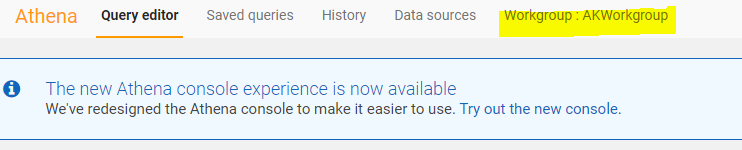 Athena Query editor Saved queries History Data sources Workgroup : AKWorkgroup
The new Athena console experience is now available
We've redesigned the Athena console to make it easier to use. Try out the new console.